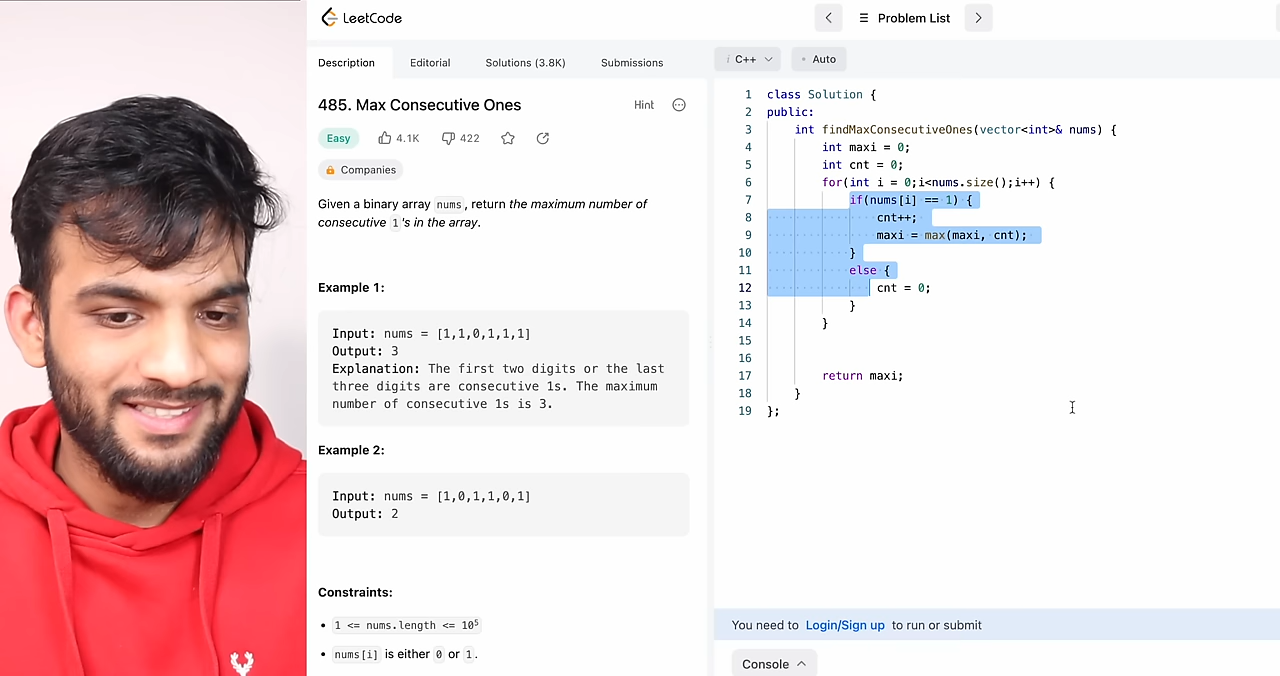 LeetCode
Problem List
Description
Editorial
Solutions (3.8K)
Submissions
i C++
Auto
485. Max Consecutive Ones
Hint
Easy
4.1K
422
Companies
Given a binary array nums, return the maximum number of
consecutive 1's in the array.
Example 1:
Input: nums = [1,1,0,1,1,1]
Output: 3
Explanation: The first two digits or the last
three digits are consecutive 1s. The maximum
number of consecutive 1s is 3.
Example 2:
Input: nums = [1,0,1,1,0,1]
Output: 2
Constraints:
• 1 <= nums.length <= 10⁵
• nums[i] is either 0 or 1.
1 class Solution {
2 public:
3 int findMaxConsecutiveOnes(vector<int>& nums) {
4 int maxi = 0;
5 int cnt = 0;
6 for(int i = 0;i<nums.size();i++) {
7 if(nums[i] == 1) {
8 cnt++;
9 maxi = max(maxi, cnt);
10 }
11 else {
12 cnt = 0;
13 }
14 }
15
16
17 return maxi;
18 }
19 };
You need to Login/Sign up to run or submit
Console